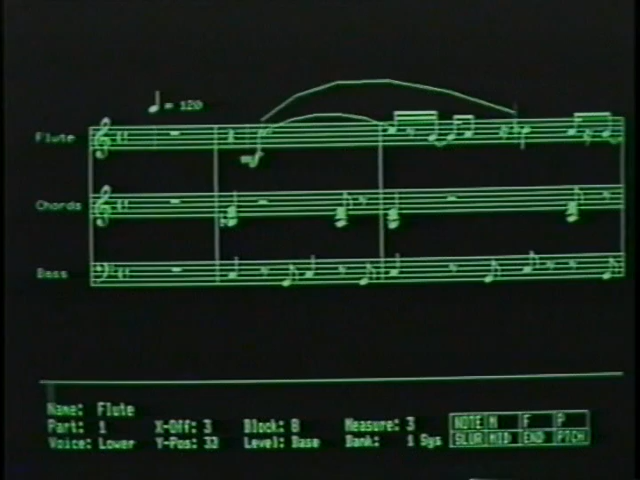 = 120
Flute
Chords
Bass
Name: Flute
Part: 1 X-Off: 3 Block: 8 Measure: 3 NOTE N F P
Voice: Lower Y-Pos: 33 Level: Base Bank: 1 Sys SLUR MID END PTCH